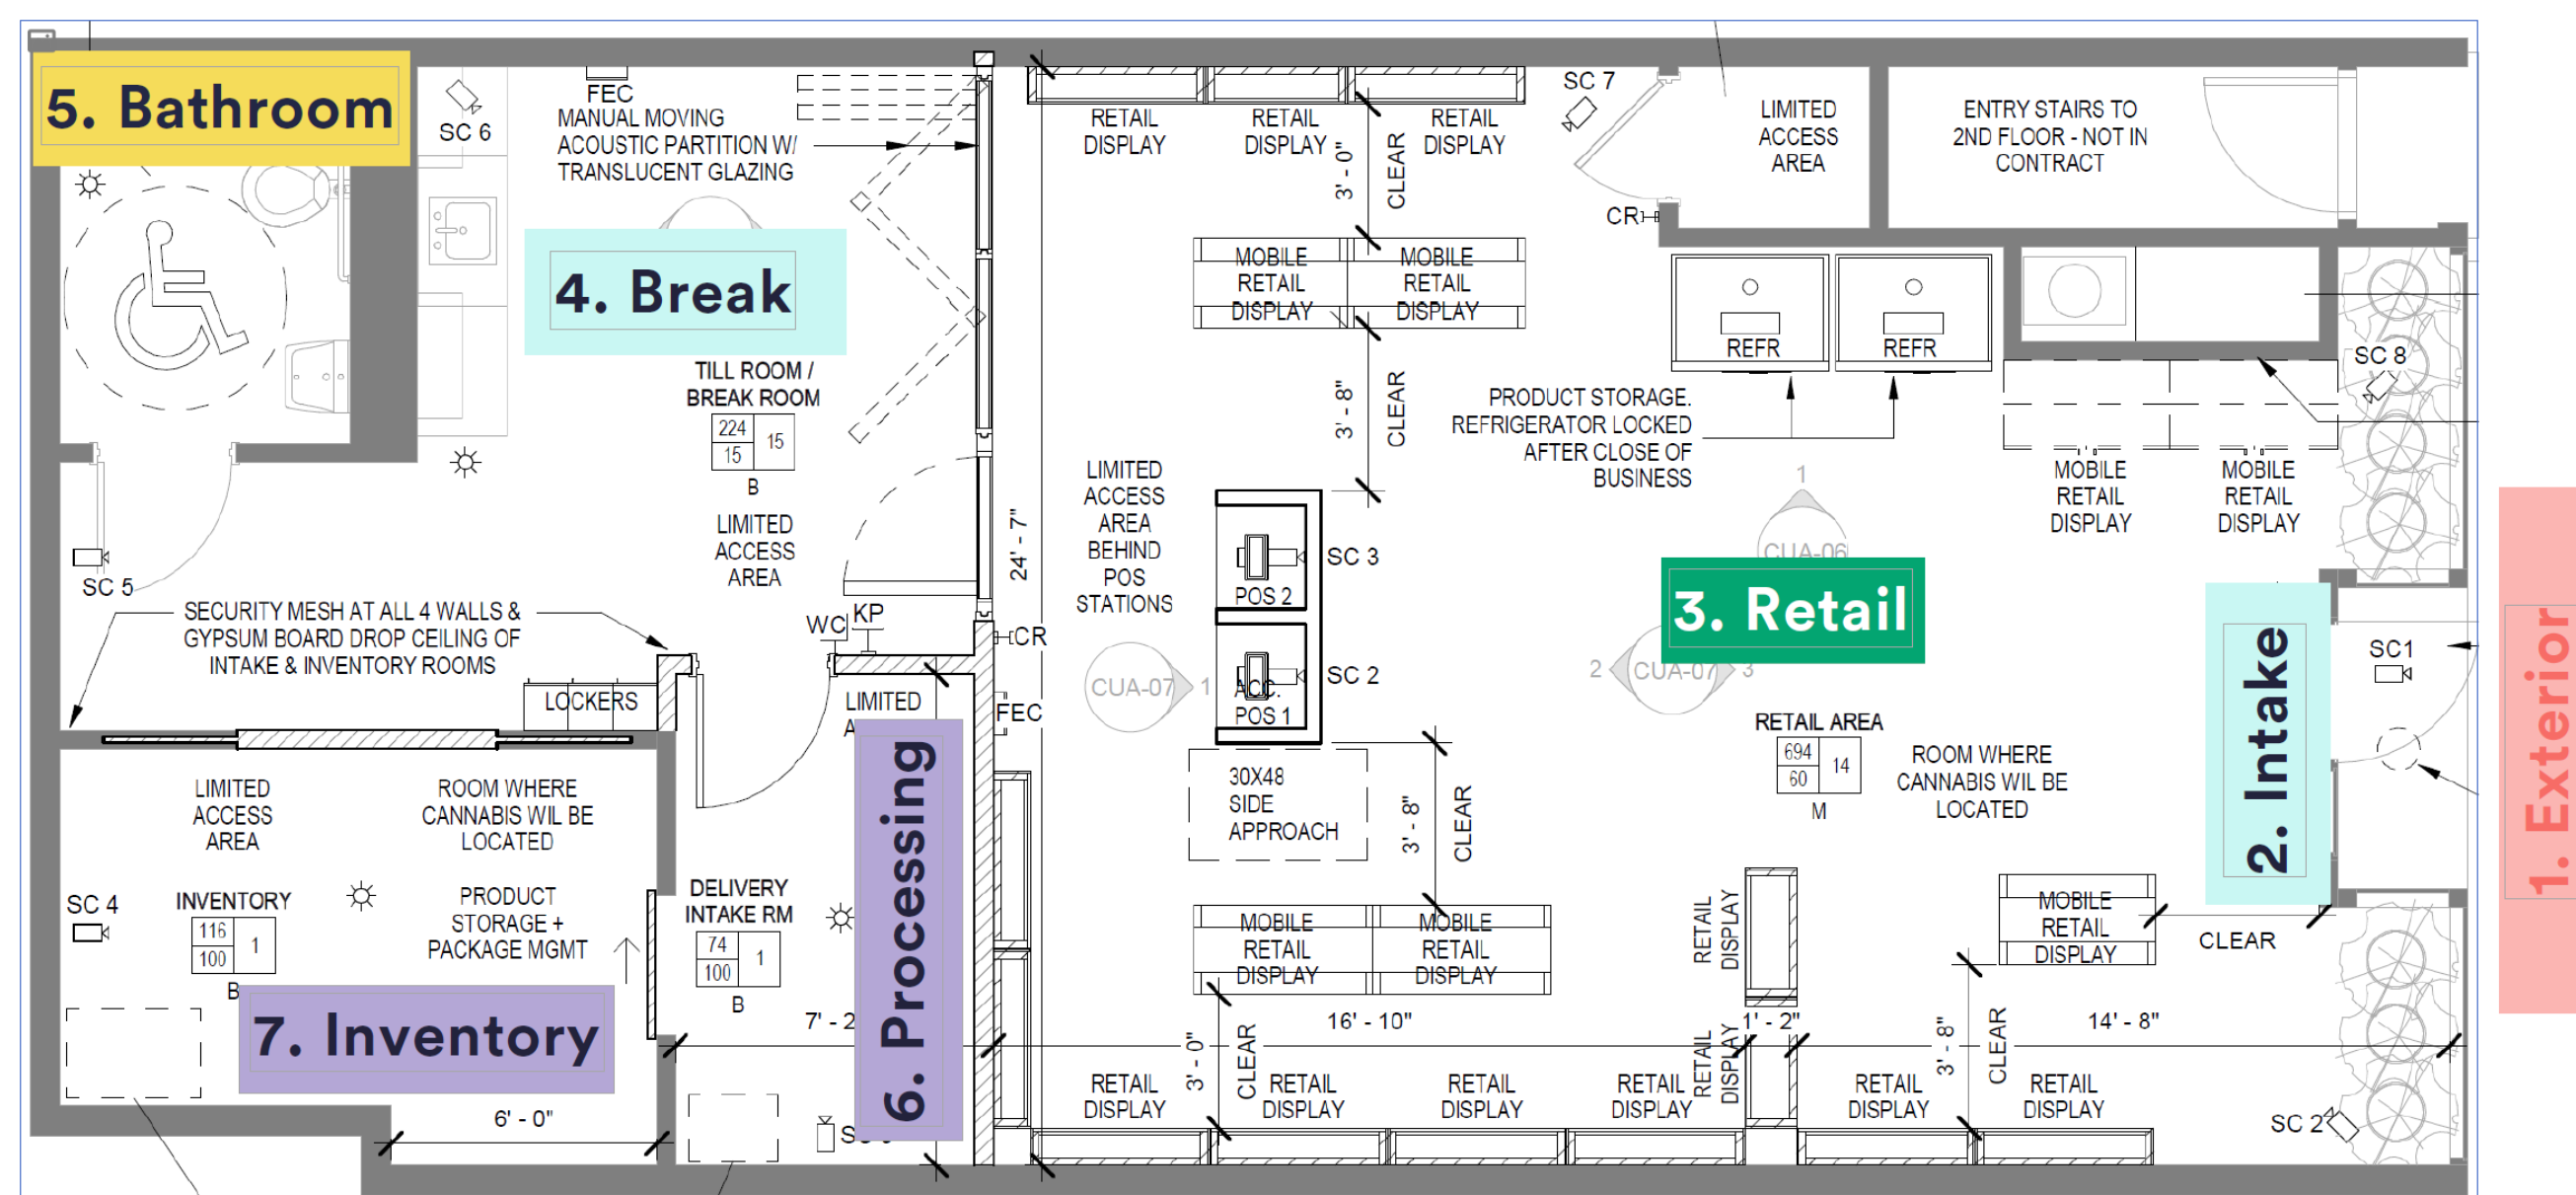 5. Bathroom
SC 6
FEC
MANUAL MOVING
ACOUSTIC PARTITION W/
TRANSLUCENT GLAZING
4. Break
TILL ROOM /
BREAK ROOM
224
15
15
B
LIMITED
ACCESS
AREA
SC 5
SECURITY MESH AT ALL 4 WALLS &
GYPSUM BOARD DROP CEILING OF
INTAKE & INVENTORY ROOMS
LOCKERS
WC
KP
CR
FEC
LIMITED
LIMITED
ACCESS
AREA
ROOM WHERE
CANNABIS WIL BE
LOCATED
SC 4
INVENTORY
116
100
1
B
PRODUCT
STORAGE +
PACKAGE MGMT
7. Inventory
6' - 0"
DELIVERY
INTAKE RM
74
100
1
B
7' - 2
6. Processing
RETAIL
DISPLAY
RETAIL
DISPLAY
RETAIL
DISPLAY
3' - 0"
CLEAR
MOBILE
RETAIL
DISPLAY
MOBILE
RETAIL
DISPLAY
3' - 8"
CLEAR
24' - 7"
LIMITED
ACCESS
AREA
BEHIND
POS
STATIONS
POS 2
SC 3
ACC.
POS 1
SC 2
CUA-07
1
30X48
SIDE
APPROACH
3' - 8"
CLEAR
MOBILE
RETAIL
DISPLAY
MOBILE
RETAIL
DISPLAY
16' - 10"
3' - 0"
CLEAR
RETAIL
DISPLAY
RETAIL
DISPLAY
RETAIL
DISPLAY
RETAIL
DISPLAY
SC 7
LIMITED
ACCESS
AREA
CR
ENTRY STAIRS TO
2ND FLOOR - NOT IN
CONTRACT
REFR
REFR
PRODUCT STORAGE.
REFRIGERATOR LOCKED
AFTER CLOSE OF
BUSINESS
SC 8
MOBILE
RETAIL
DISPLAY
MOBILE
RETAIL
DISPLAY
1
CUA-06
3. Retail
2
CUA-07
3
RETAIL AREA
694
60
14
M
ROOM WHERE
CANNABIS WIL BE
LOCATED
2. Intake
SC1
1. Exterior
RETAIL
DISPLAY
RETAIL
DISPLAY
1' - 2"
MOBILE
RETAIL
DISPLAY
CLEAR
3' - 8"
CLEAR
14' - 8"
RETAIL
DISPLAY
RETAIL
DISPLAY
SC 2